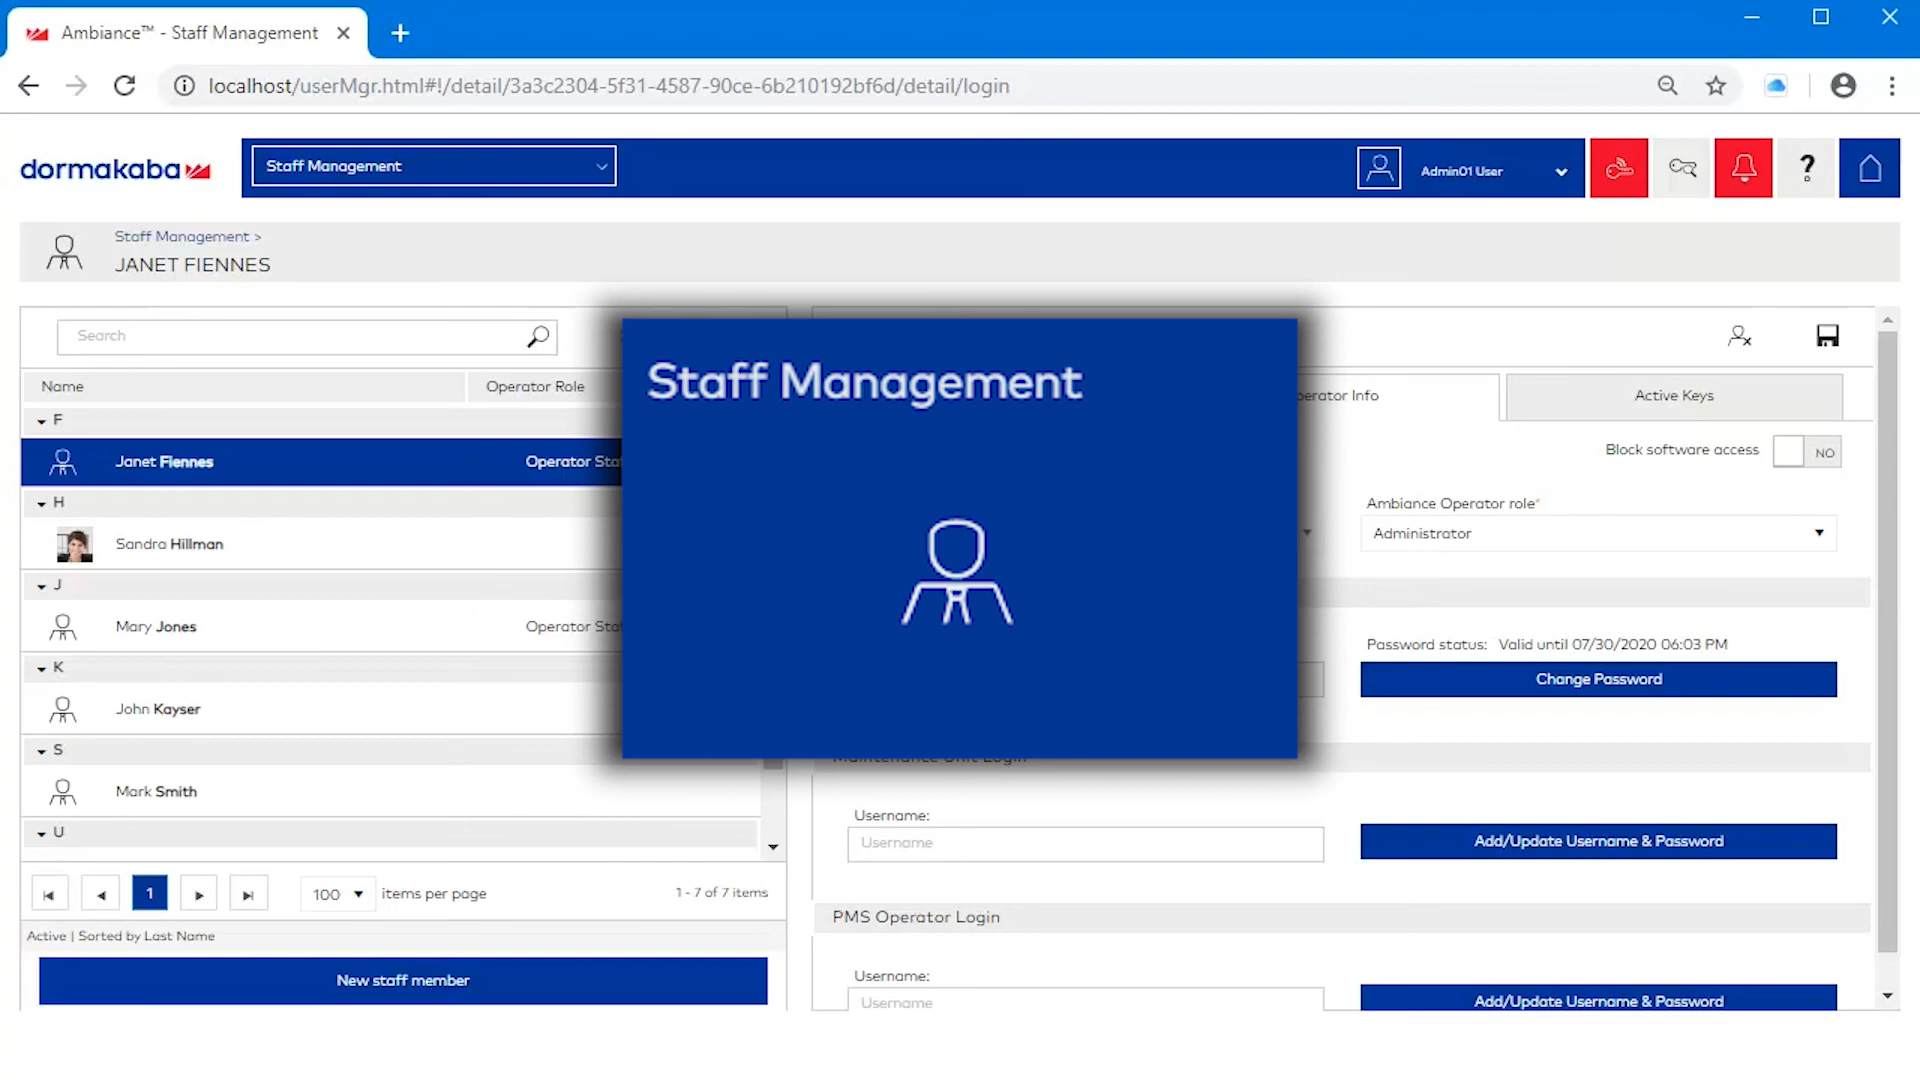 Ambiance™ - Staff Management
localhost/userMgr.html#!/detail/3a3c2304-5f31-4587-90ce-6b210192bf6d/detail/login
dormakaba
Staff Management
Admin01 User
?
Staff Management >
JANET FIENNES
Search
Name
Operator Role
F
Janet Fiennes
Operator
H
Sandra Hillman
J
Mary Jones
Operator
K
John Kayser
S
Mark Smith
U
1
100
items per page
1 - 7 of 7 items
Active | Sorted by Last Name
New staff member
Staff Management
Info
Active Keys
Block software access
NO
Ambiance Operator role*
Administrator
Password status: Valid until 07/30/2020 06:03 PM
Change Password
Maintenance Unit Login
Username:
Username
Add/Update Username & Password
PMS Operator Login
Username:
Username
Add/Update Username & Password